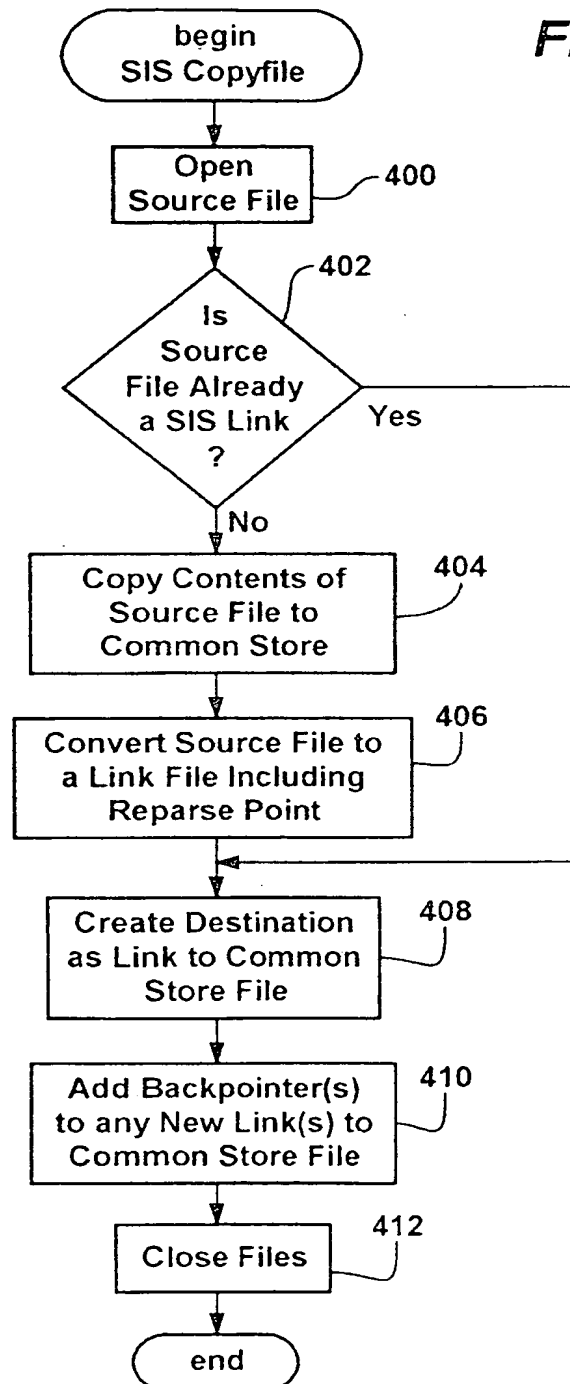 begin
SIS Copyfile
Open
Source File
400
402
Is
Source
File Already
a SIS Link
?
Yes
No
Copy Contents of
Source File to
Common Store
404
Convert Source File to
a Link File Including
Reparse Point
406
Create Destination
as Link to Common
Store File
408
Add Backpointer(s)
to any New Link(s) to
Common Store File
410
Close Files
412
end